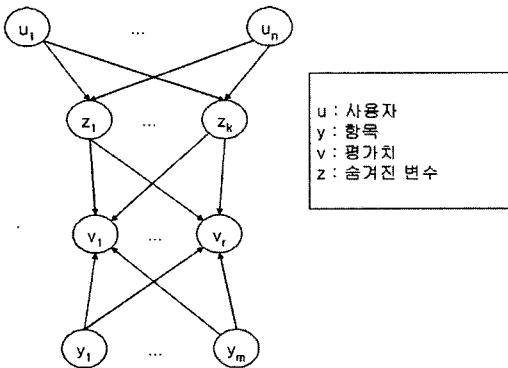 u₁ ... uₙ
z₁ ... zₖ
u : 사용자
y : 항목
v : 평가치
z : 숨겨진 변수
v₁ ... vᵣ
y₁ ... yₘ